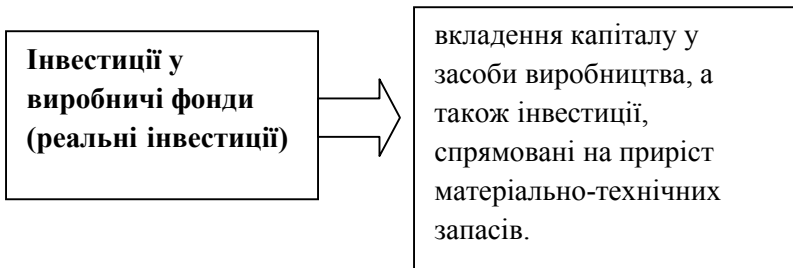 Інвестиції у
виробничі фонди
(реальні інвестиції)
вкладення капіталу у
засоби виробництва, а
також інвестиції,
спрямовані на приріст
матеріально-технічних
запасів.